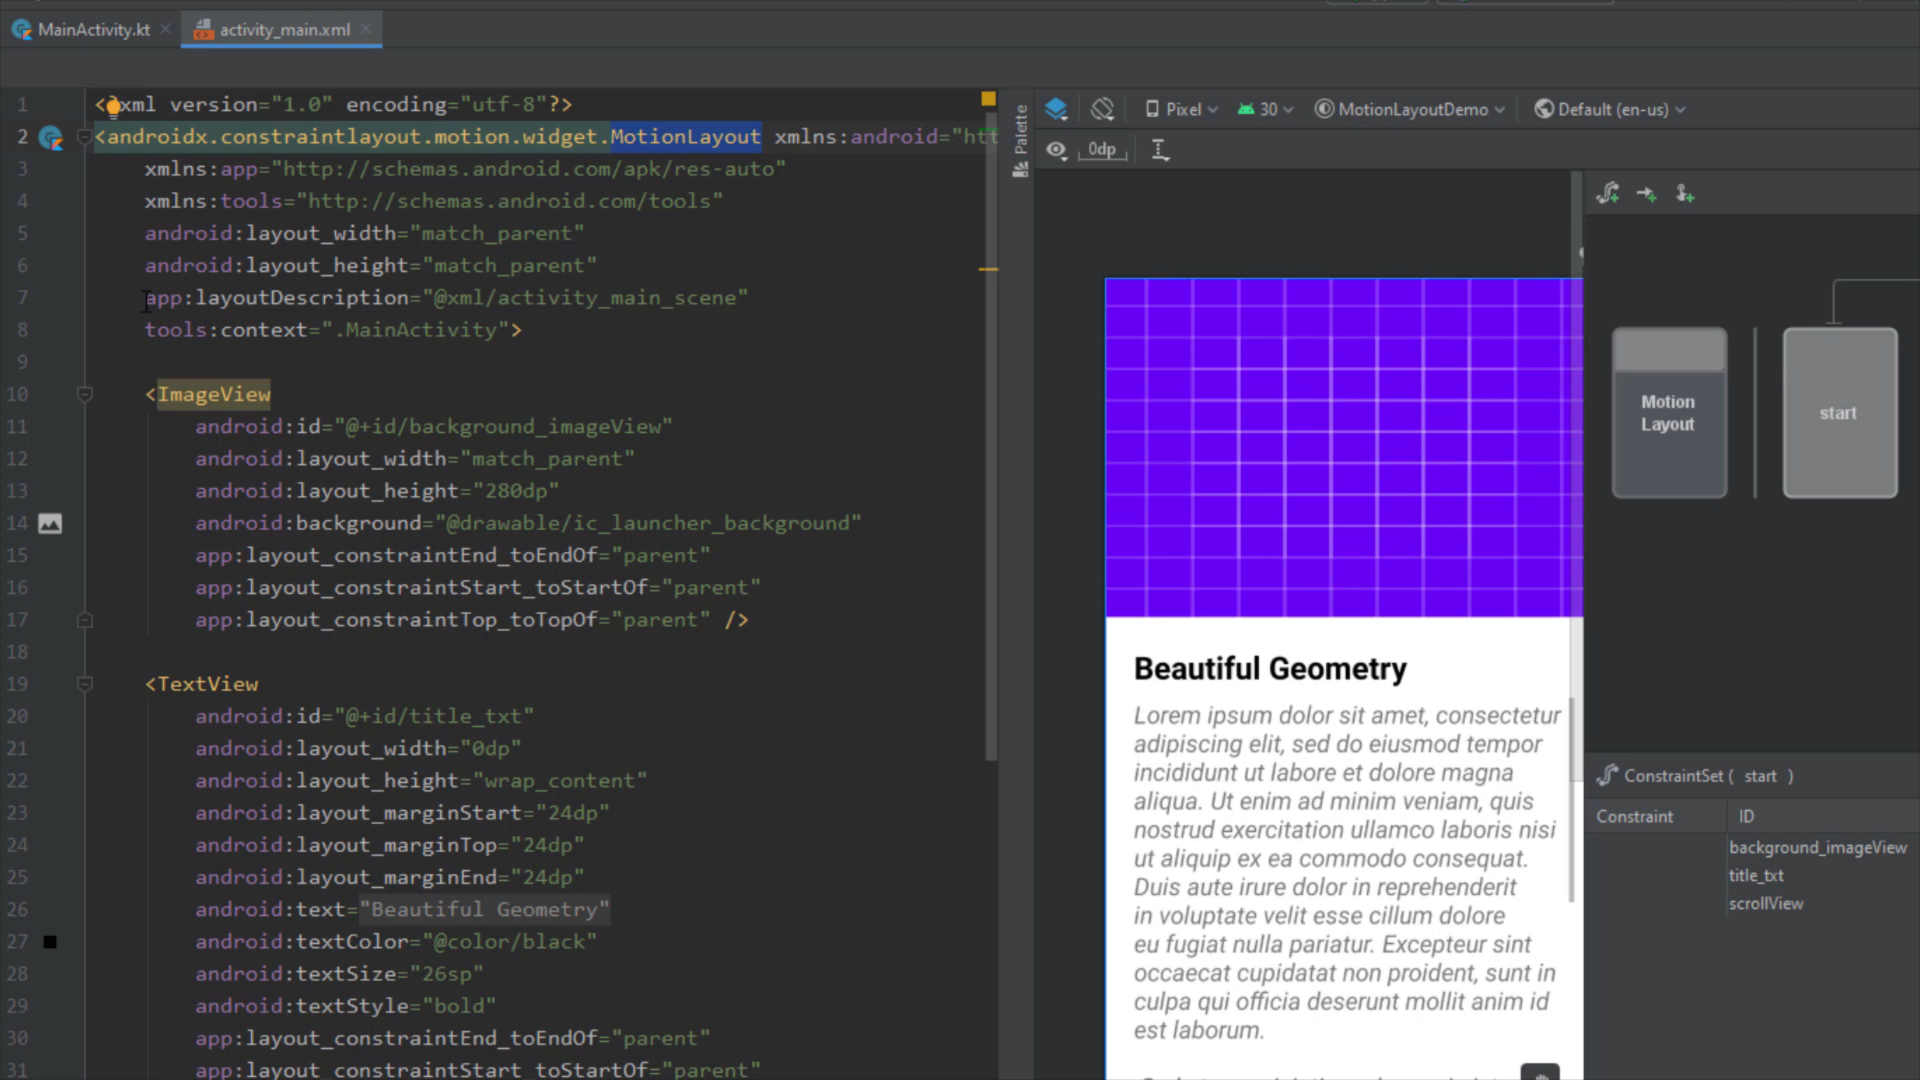 MainActivity.kt
activity_main.xml
1 <?xml version="1.0" encoding="utf-8"?>
2 <androidx.constraintlayout.motion.widget.MotionLayout xmlns:android="htt
3 xmlns:app="http://schemas.android.com/apk/res-auto"
4 xmlns:tools="http://schemas.android.com/tools"
5 android:layout_width="match_parent"
6 android:layout_height="match_parent"
7 app:layoutDescription="@xml/activity_main_scene"
8 tools:context=".MainActivity">
9
10 <ImageView
11 android:id="@+id/background_imageView"
12 android:layout_width="match_parent"
13 android:layout_height="280dp"
14 android:background="@drawable/ic_launcher_background"
15 app:layout_constraintEnd_toEndOf="parent"
16 app:layout_constraintStart_toStartOf="parent"
17 app:layout_constraintTop_toTopOf="parent" />
18
19 <TextView
20 android:id="@+id/title_txt"
21 android:layout_width="0dp"
22 android:layout_height="wrap_content"
23 android:layout_marginStart="24dp"
24 android:layout_marginTop="24dp"
25 android:layout_marginEnd="24dp"
26 android:text="Beautiful Geometry"
27 android:textColor="@color/black"
28 android:textSize="26sp"
29 android:textStyle="bold"
30 app:layout_constraintEnd_toEndOf="parent"
31 app:layout_constraintStart_toStartOf="parent"
Palette
Pixel
30
MotionLayoutDemo
Default (en-us)
0dp
Beautiful Geometry
Lorem ipsum dolor sit amet, consectetur
adipiscing elit, sed do eiusmod tempor
incididunt ut labore et dolore magna
aliqua. Ut enim ad minim veniam, quis
nostrud exercitation ullamco laboris nisi
ut aliquip ex ea commodo consequat.
Duis aute irure dolor in reprehenderit
in voluptate velit esse cillum dolore
eu fugiat nulla pariatur. Excepteur sint
occaecat cupidatat non proident, sunt in
culpa qui officia deserunt mollit anim id
est laborum.
Motion
Layout
start
ConstraintSet ( start )
Constraint ID
background_imageView
title_txt
scrollView